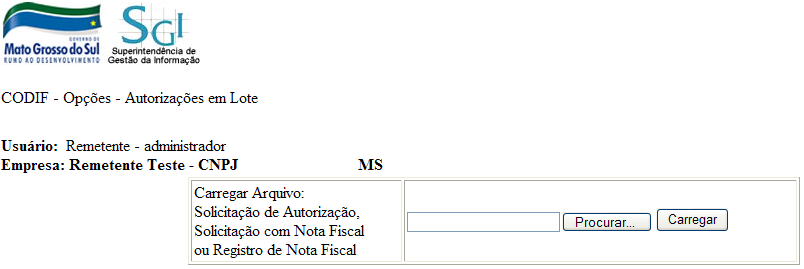 GOVERNO DE
Mato Grosso do Sul
RUMO AO DESENVOLVIMENTO
SGI
Superintendência de
Gestão da Informação
CODIF - Opções - Autorizações em Lote
Usuário: Remetente - administrador
Empresa: Remetente Teste - CNPJ MS
Carregar Arquivo:
Solicitação de Autorização,
Solicitação com Nota Fiscal
ou Registro de Nota Fiscal
Procurar... Carregar